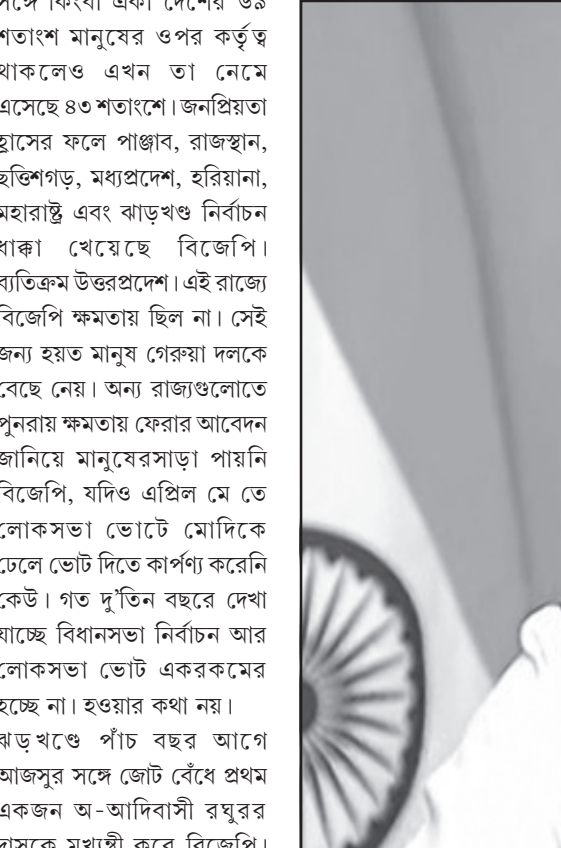 সঙ্গে কিংবা একা দেশের ৬৯
শতাংশ মানুষের ওপর কর্তৃত্ব
থাকলেও এখন তা নেমে
এসেছে ৪৩ শতাংশে। জনপ্রিয়তা
হ্রাসের ফলে পাঞ্জাব, রাজস্থান,
ছত্তিশগড়, মধ্যপ্রদেশ, হরিয়ানা,
মহারাষ্ট্র এবং ঝাড়খণ্ড নির্বাচন
ধাক্কা খেয়েছে বিজেপি।
ব্যতিক্রম উত্তরপ্রদেশ। এই রাজ্যে
বিজেপি ক্ষমতায় ছিল না। সেই
জন্য হয়ত মানুষ গেরুয়া দলকে
বেছে নেয়। অন্য রাজ্যগুলোতে
পুনরায় ক্ষমতায় ফেরার আবেদন
জানিয়ে মানুষেরসাড়া পায়নি
বিজেপি, যদিও এপ্রিল মে তে
লোকসভা ভোটে মোদিকে
ঢেলে ভোট দিতে কার্পণ্য করেনি
কেউ। গত দু'তিন বছরে দেখা
যাচ্ছে বিধানসভা নির্বাচন আর
লোকসভা ভোট একরকমের
হচ্ছে না। হওয়ার কথা নয়।
ঝড়খণ্ডে পাঁচ বছর আগে
আজসুর সঙ্গে জোট বেঁধে প্রথম
একজন অ-আদিবাসী রঘুরর
দাসকে মুখ্যন্ত্রী করে বিজেপি।